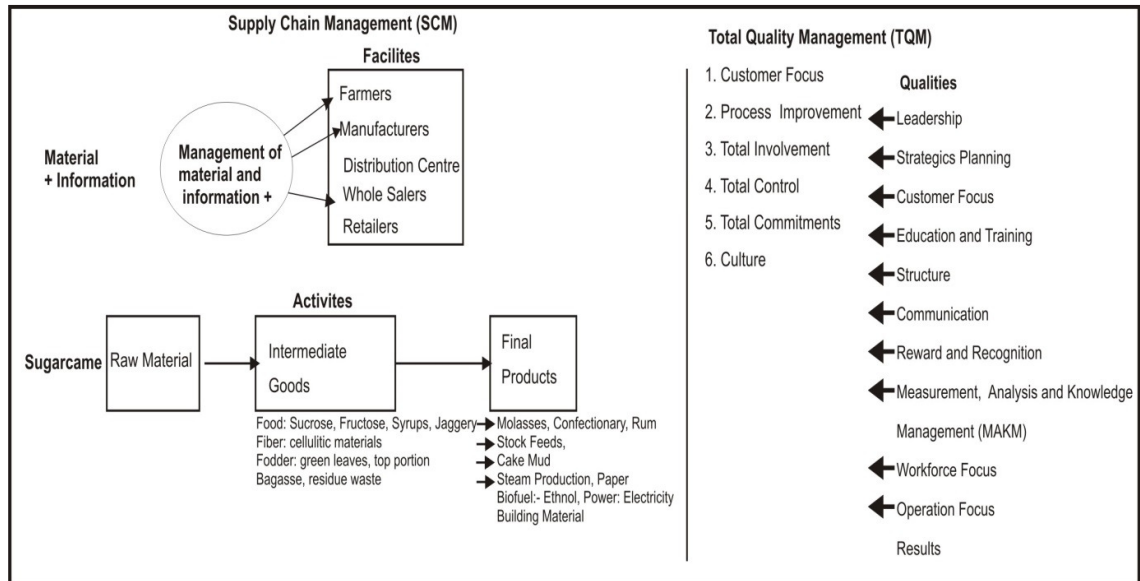 Supply Chain Management (SCM)
Facilites
Farmers
Manufacturers
Distribution Centre
Whole Salers
Retailers
Material
+ Information
Management of
material and
information +
Activites
Sugarcame
Raw Material
Intermediate
Goods
Final
Products
Food: Sucrose, Fructose, Syrups, Jaggery
Molasses, Confectionary, Rum
Fiber: cellulitic materials
Stock Feeds,
Fodder: green leaves, top portion
Cake Mud
Bagasse, residue waste
Steam Production, Paper
Biofuel:- Ethnol, Power: Electricity
Building Material
Total Quality Management (TQM)
1. Customer Focus
2. Process Improvement
3. Total Involvement
4. Total Control
5. Total Commitments
6. Culture
Qualities
Leadership
Strategics Planning
Customer Focus
Education and Training
Structure
Communication
Reward and Recognition
Measurement, Analysis and Knowledge
Management (MAKM)
Workforce Focus
Operation Focus
Results